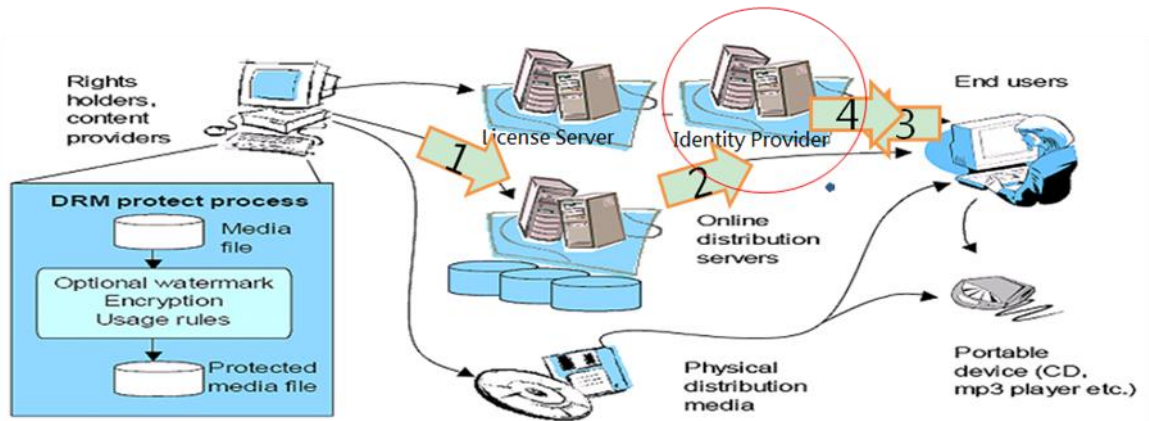 Rights
holders,
content
providers
DRM protect process
Media
file
Optional watermark
Encryption
Usage rules
Protected
media file
License Server
Identity Provider
1
2
4
3
End users
Online
distribution
servers
Physical
distribution
media
Portable
device (CD,
mp3 player etc.)